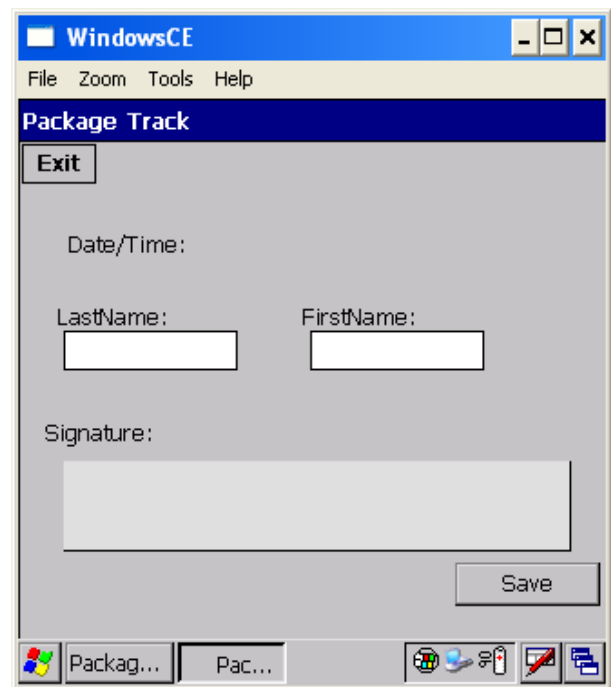 WindowsCE
File Zoom Tools Help
Package Track
Exit
Date/Time:
LastName: FirstName:
Signature:
Save
Packag... Pac...